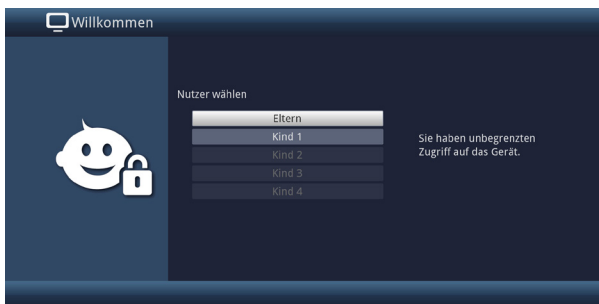 Willkommen
Nutzer wählen
Eltern
Kind 1
Kind 2
Kind 3
Kind 4
Sie haben unbegrenzten
Zugriff auf das Gerät.